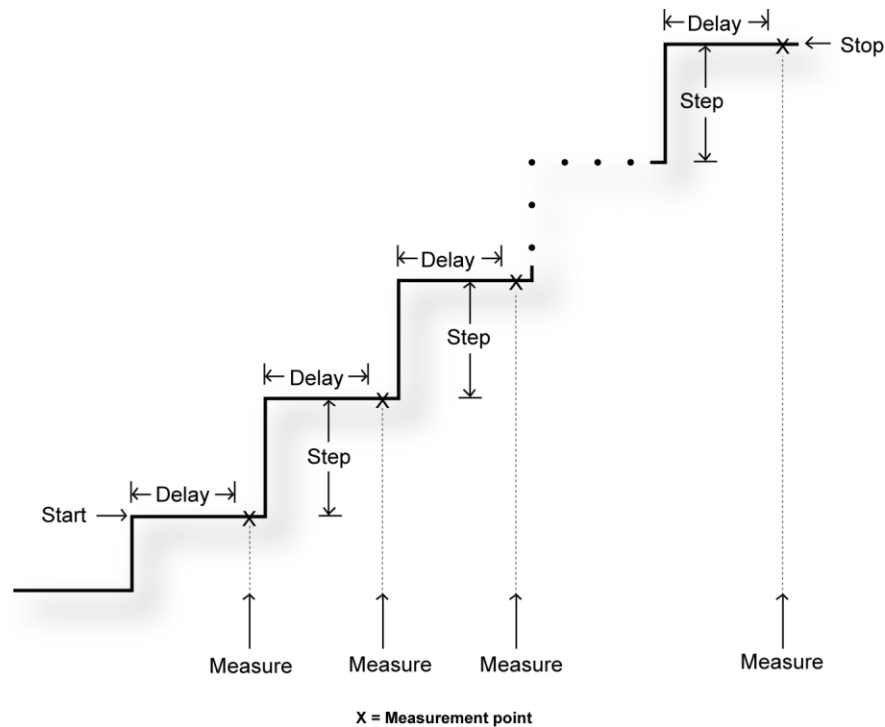 Delay
Stop
Step
Delay
Step
Delay
Step
Delay
Start
Measure
Measure
Measure
Measure
X
X
X
X
X = Measurement point